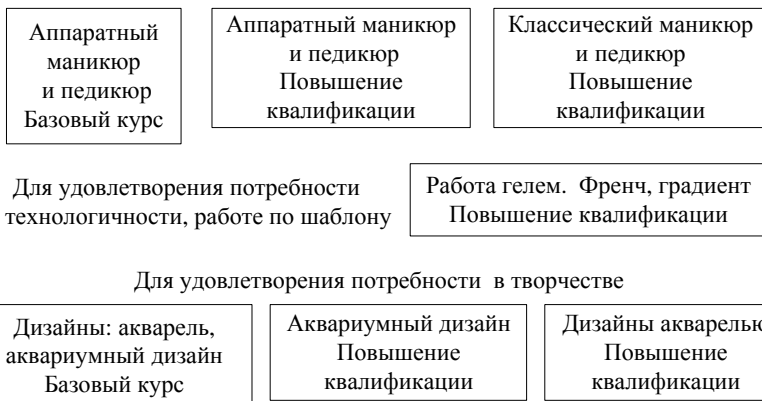 Аппаратный
маникюр
и педикюр
Базовый курс
Аппаратный маникюр
и педикюр
Повышение
квалификации
Классический маникюр
и педикюр
Повышение
квалификации
Для удовлетворения потребности
технологичности, работе по шаблону
Работа гелем. Френч, градиент
Повышение квалификации
Для удовлетворения потребности в творчестве
Дизайны: акварель,
аквариумный дизайн
Базовый курс
Аквариумный дизайн
Повышение
квалификации
Дизайны акварелью
Повышение
квалификации